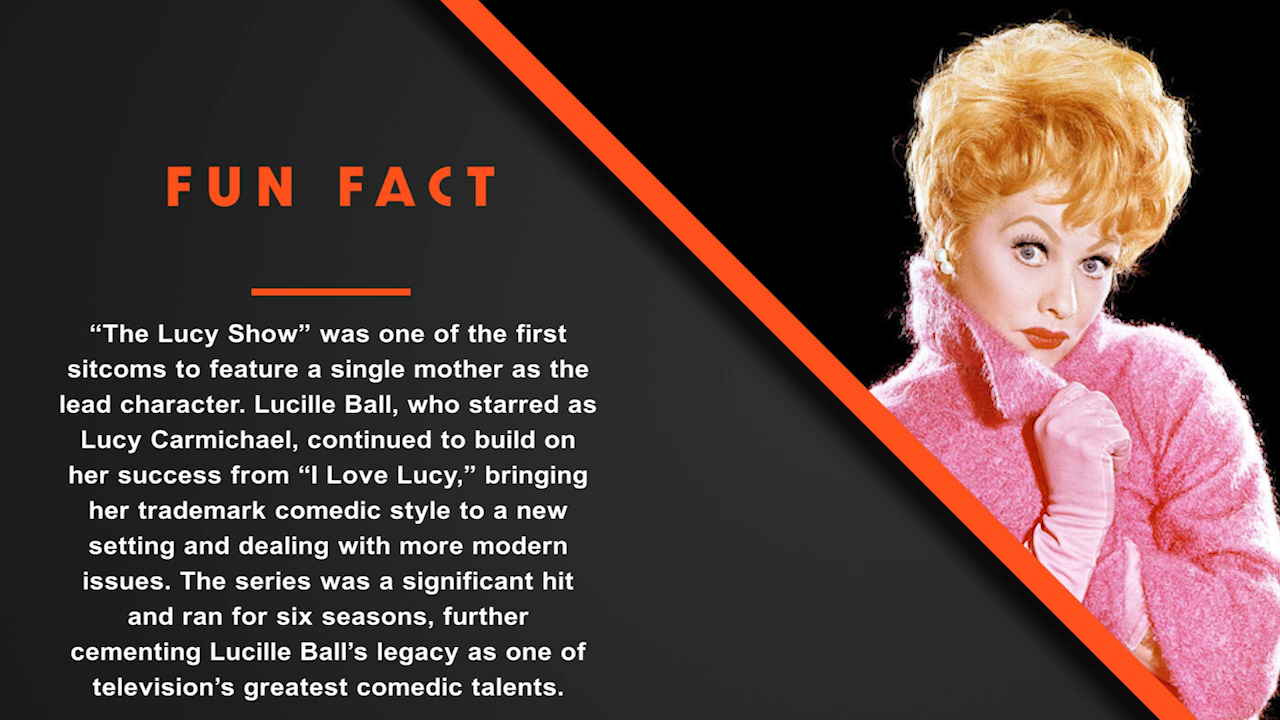 FUN FACT
“The Lucy Show” was one of the first
sitcoms to feature a single mother as the
lead character. Lucille Ball, who starred as
Lucy Carmichael, continued to build on
her success from “I Love Lucy,” bringing
her trademark comedic style to a new
setting and dealing with more modern
issues. The series was a significant hit
and ran for six seasons, further
cementing Lucille Ball’s legacy as one of
television’s greatest comedic talents.